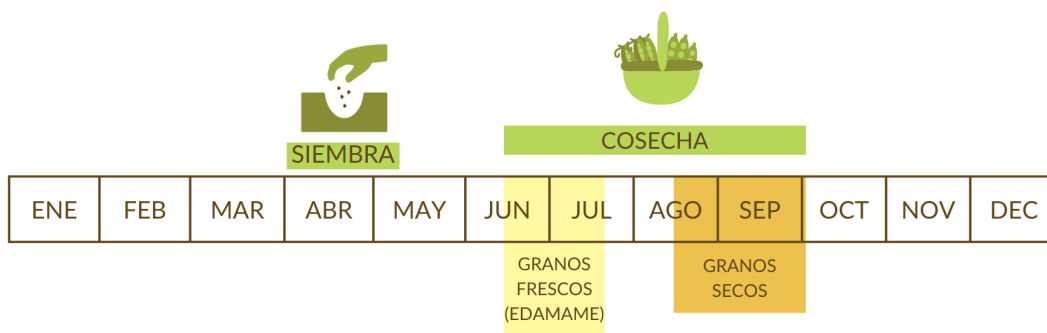 SIEMBRA
COSECHA
ENE FEB MAR ABR MAY JUN JUL AGO SEP OCT NOV DEC
GRANOS
FRESCOS
(EDAMAME)
GRANOS
SECOS